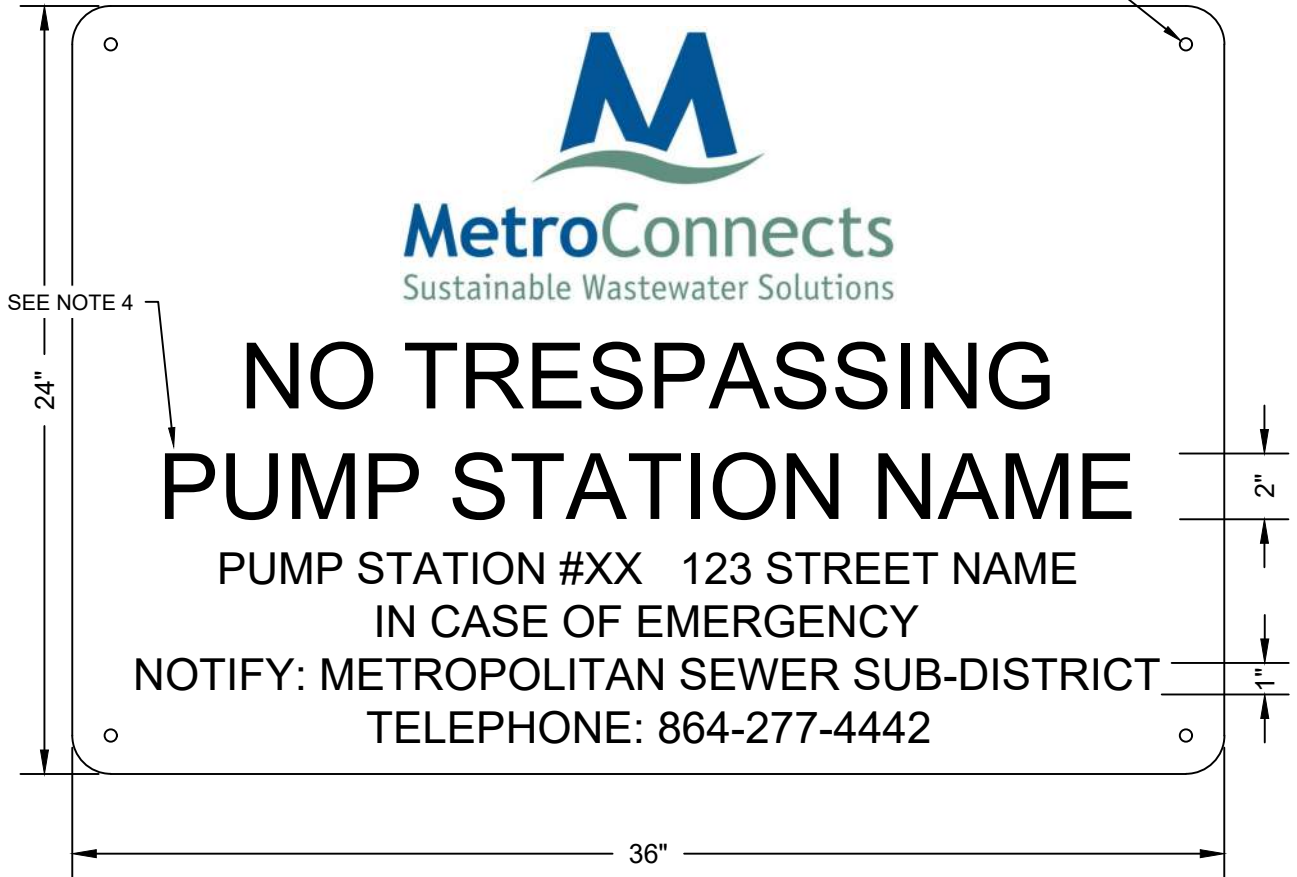 M
MetroConnects
Sustainable Wastewater Solutions
SEE NOTE 4
24"
NO TRESPASSING
PUMP STATION NAME
2"
PUMP STATION #XX 123 STREET NAME
IN CASE OF EMERGENCY
NOTIFY: METROPOLITAN SEWER SUB-DISTRICT
1"
TELEPHONE: 864-277-4442
36"